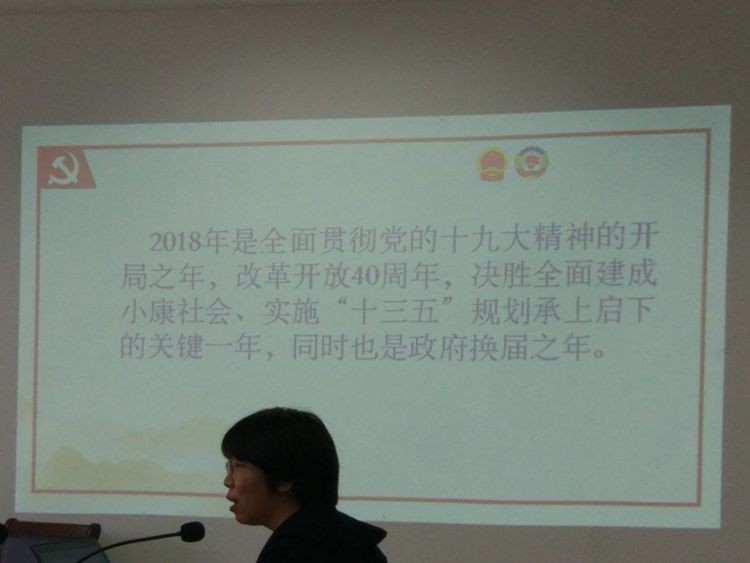 2018年是全面贯彻党的十九大精神的开
局之年，改革开放40周年，决胜全面建成
小康社会、实施“十三五”规划承上启下
的关键一年，同时也是政府换届之年。